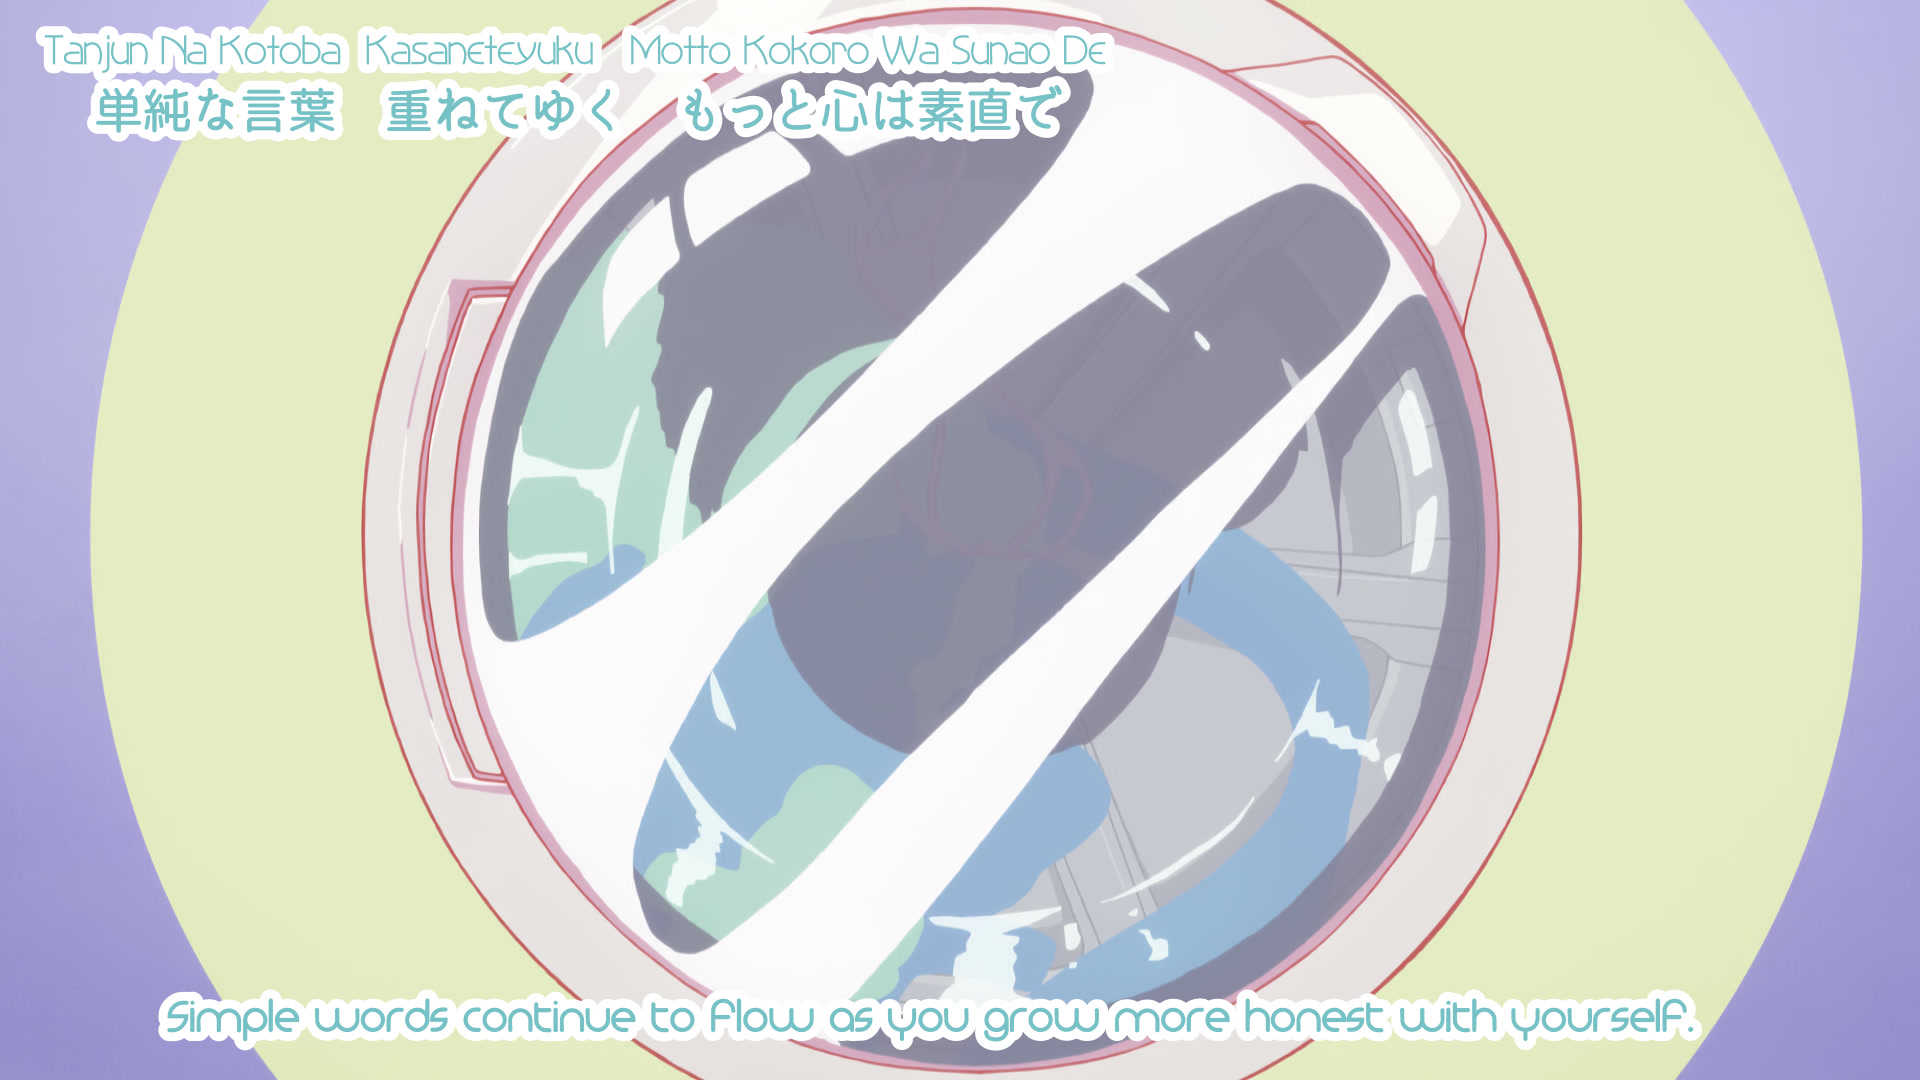 Tanjun Na Kotoba  Kasaneteyuku  Motto Kokoro Wa Sunao De
単純な言葉　重ねてゆく　もっと心は素直で
Simple words continue to flow as you grow more honest with yourself.